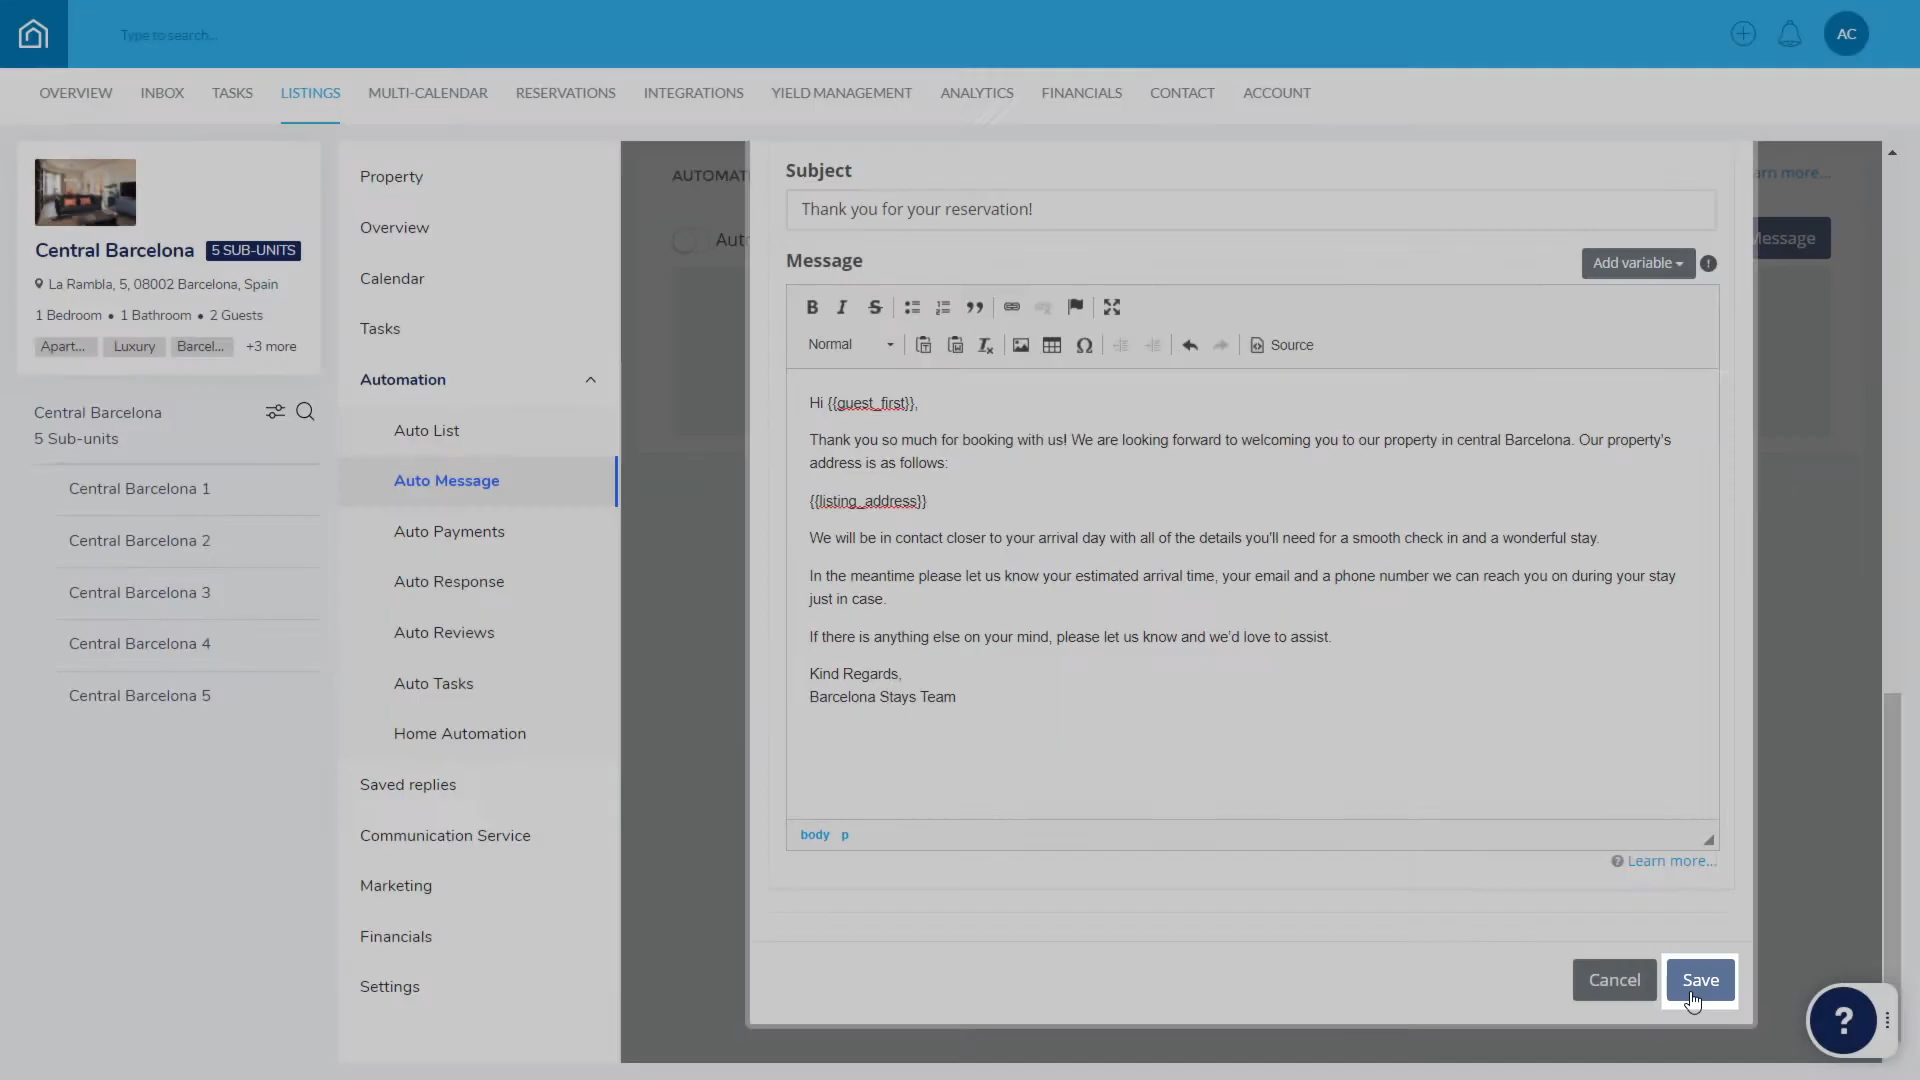 Type to search...
AC
OVERVIEW INBOX TASKS LISTINGS MULTI-CALENDAR RESERVATIONS INTEGRATIONS YIELD MANAGEMENT ANALYTICS FINANCIALS CONTACT ACCOUNT
Central Barcelona 5 SUB-UNITS
La Rambla, 5, 08002 Barcelona, Spain
1 Bedroom • 1 Bathroom • 2 Guests
Apart... Luxury Barcel... +3 more
Central Barcelona
5 Sub-units
Central Barcelona 1
Central Barcelona 2
Central Barcelona 3
Central Barcelona 4
Central Barcelona 5
Property
Overview
Calendar
Tasks
Automation
Auto List
Auto Message
Auto Payments
Auto Response
Auto Reviews
Auto Tasks
Home Automation
Saved replies
Communication Service
Marketing
Financials
Settings
AUTOMAT
Auto
arn more...
Message
Subject
Thank you for your reservation!
Message
Add variable
Normal
Source
Hi {{guest_first}},
Thank you so much for booking with us! We are looking forward to welcoming you to our property in central Barcelona. Our property's
address is as follows:
{{listing_address}}
We will be in contact closer to your arrival day with all of the details you'll need for a smooth check in and a wonderful stay.
In the meantime please let us know your estimated arrival time, your email and a phone number we can reach you on during your stay
just in case.
If there is anything else on your mind, please let us know and we'd love to assist.
Kind Regards,
Barcelona Stays Team
body p
Learn more...
Cancel Save
?